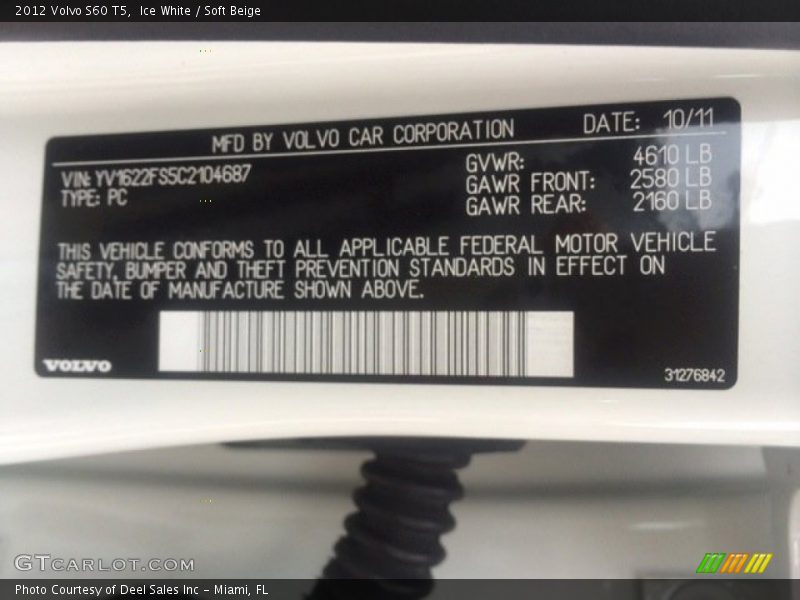 2012 Volvo S60 T5,  Ice White / Soft Beige
MFD BY VOLVO CAR CORPORATION
DATE: 10/11
VIN: YV1622FS5C2104687
TYPE: PC
GVWR: 4610 LB
GAWR FRONT: 2580 LB
GAWR REAR: 2160 LB
THIS VEHICLE CONFORMS TO ALL APPLICABLE FEDERAL MOTOR VEHICLE
SAFETY, BUMPER AND THEFT PREVENTION STANDARDS IN EFFECT ON
THE DATE OF MANUFACTURE SHOWN ABOVE.
VOLVO
31276842
GTCARLOT.COM
Photo Courtesy of Deel Sales Inc - Miami, FL